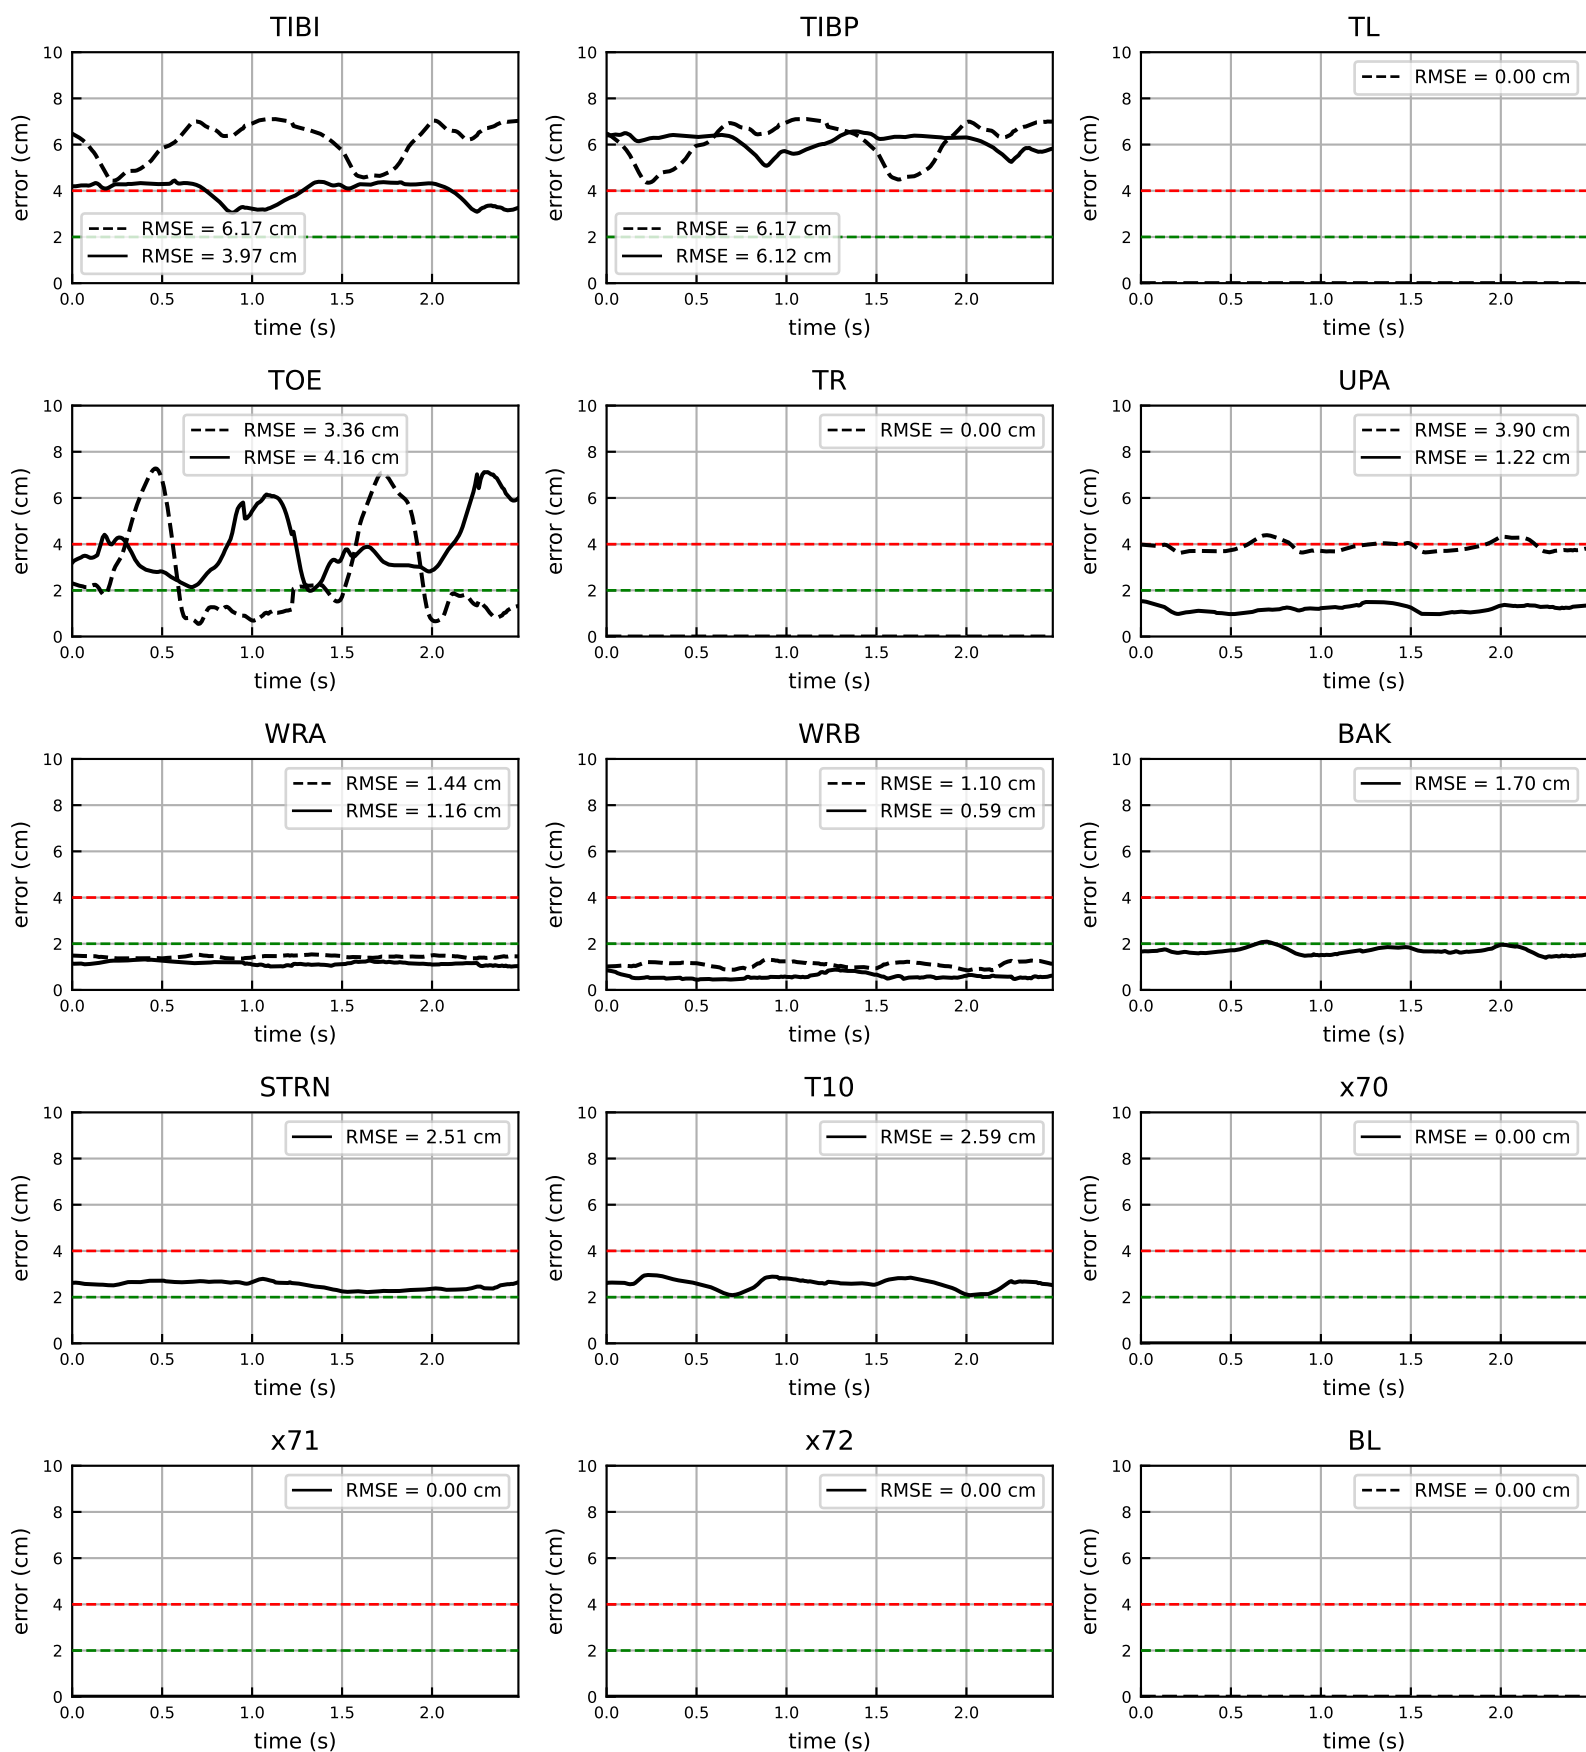 TIBI
TIBP
TL
10
8
6
4
2
0
error (cm)
RMSE = 6.17 cm
RMSE = 3.97 cm
0.0 0.5 1.0 1.5 2.0
time (s)
10
8
6
4
2
0
error (cm)
RMSE = 6.17 cm
RMSE = 6.12 cm
0.0 0.5 1.0 1.5 2.0
time (s)
10
8
6
4
2
0
error (cm)
RMSE = 0.00 cm
0.0 0.5 1.0 1.5 2.0
time (s)
TOE
TR
UPA
10
8
6
4
2
0
error (cm)
RMSE = 3.36 cm
RMSE = 4.16 cm
0.0 0.5 1.0 1.5 2.0
time (s)
10
8
6
4
2
0
error (cm)
RMSE = 0.00 cm
0.0 0.5 1.0 1.5 2.0
time (s)
10
8
6
4
2
0
error (cm)
RMSE = 3.90 cm
RMSE = 1.22 cm
0.0 0.5 1.0 1.5 2.0
time (s)
WRA
WRB
BAK
10
8
6
4
2
0
error (cm)
RMSE = 1.44 cm
RMSE = 1.16 cm
0.0 0.5 1.0 1.5 2.0
time (s)
10
8
6
4
2
0
error (cm)
RMSE = 1.10 cm
RMSE = 0.59 cm
0.0 0.5 1.0 1.5 2.0
time (s)
10
8
6
4
2
0
error (cm)
RMSE = 1.70 cm
0.0 0.5 1.0 1.5 2.0
time (s)
STRN
T10
x70
10
8
6
4
2
0
error (cm)
RMSE = 2.51 cm
0.0 0.5 1.0 1.5 2.0
time (s)
10
8
6
4
2
0
error (cm)
RMSE = 2.59 cm
0.0 0.5 1.0 1.5 2.0
time (s)
10
8
6
4
2
0
error (cm)
RMSE = 0.00 cm
0.0 0.5 1.0 1.5 2.0
time (s)
x71
x72
BL
10
8
6
4
2
0
error (cm)
RMSE = 0.00 cm
0.0 0.5 1.0 1.5 2.0
time (s)
10
8
6
4
2
0
error (cm)
RMSE = 0.00 cm
0.0 0.5 1.0 1.5 2.0
time (s)
10
8
6
4
2
0
error (cm)
RMSE = 0.00 cm
0.0 0.5 1.0 1.5 2.0
time (s)